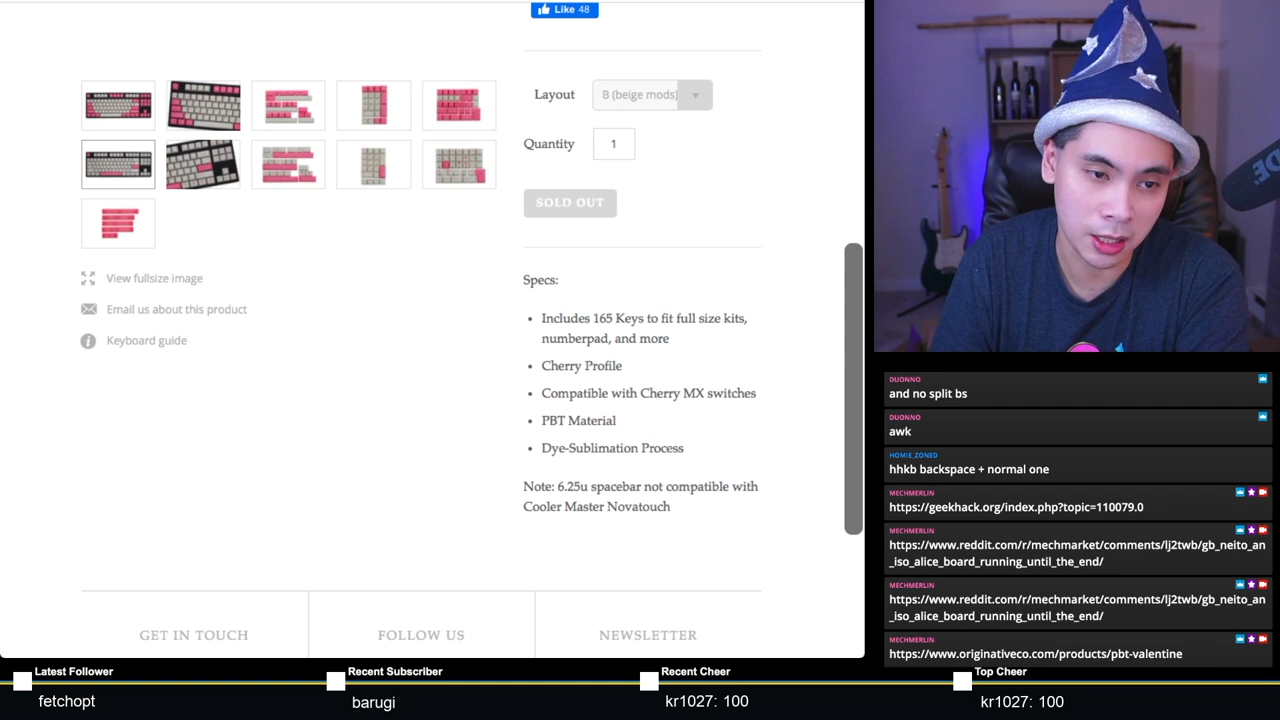 Like 48
Layout
B (beige mods)
Quantity
1
SOLD OUT
View fullsize image
Email us about this product
Keyboard guide
Specs:
• Includes 165 Keys to fit full size kits,
numberpad, and more
• Cherry Profile
• Compatible with Cherry MX switches
• PBT Material
• Dye-Sublimation Process
Note: 6.25u spacebar not compatible with
Cooler Master Novatouch
GET IN TOUCH
FOLLOW US
NEWSLETTER
DUONNO
and no split bs
DUONNO
awk
HOMIE_ZONED
hhkb backspace + normal one
MECHMERLIN
https://geekhack.org/index.php?topic=110079.0
MECHMERLIN
https://www.reddit.com/r/mechmarket/comments/lj2twb/gb_neito_an
_iso_alice_board_running_until_the_end/
MECHMERLIN
https://www.reddit.com/r/mechmarket/comments/lj2twb/gb_neito_an
_iso_alice_board_running_until_the_end/
MECHMERLIN
https://www.originativeco.com/products/pbt-valentine
Latest Follower
fetchopt
Recent Subscriber
barugi
Recent Cheer
kr1027: 100
Top Cheer
kr1027: 100